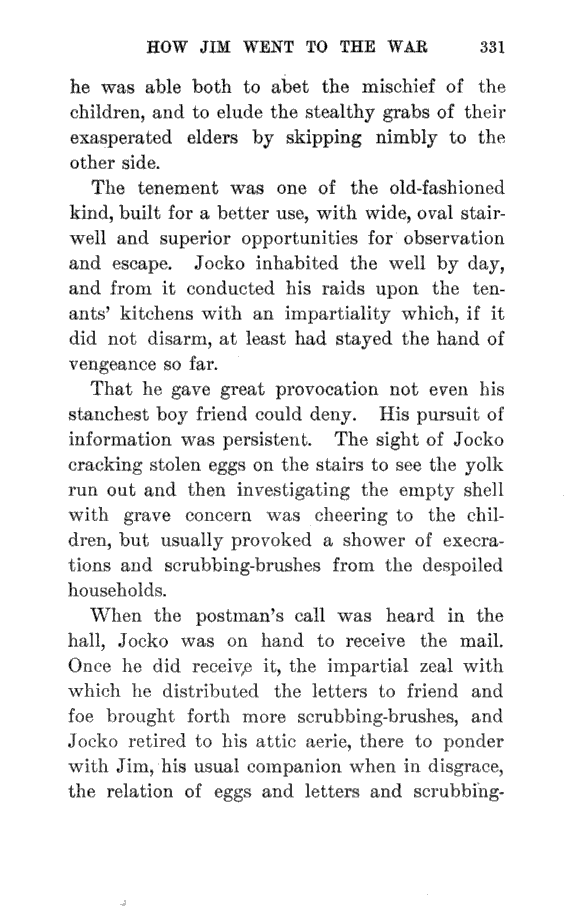 HOW JIM WENT TO THE WAR 331
he was able both to abet the mischief of the
children, and to elude the stealthy grabs of their
exasperated elders by skipping nimbly to the
other side.
The tenement was one of the old-fashioned
kind, built for a better use, with wide, oval stair-
well and superior opportunities for observation
and escape. Jocko inhabited the well by day,
and from it conducted his raids upon the ten-
ants' kitchens with an impartiality which, if it
did not disarm, at least had stayed the hand of
vengeance so far.
That he gave great provocation not even his
stanchest boy friend could deny. His pursuit of
information was persistent. The sight of Jocko
cracking stolen eggs on the stairs to see the yolk
run out and then investigating the empty shell
with grave concern was cheering to the chil-
dren, but usually provoked a shower of execra-
tions and scrubbing-brushes from the despoiled
households.
When the postman's call was heard in the
hall, Jocko was on hand to receive the mail.
Once he did receive it, the impartial zeal with
which he distributed the letters to friend and
foe brought forth more scrubbing-brushes, and
Jocko retired to his attic aerie, there to ponder
with Jim, his usual companion when in disgrace,
the relation of eggs and letters and scrubbing-